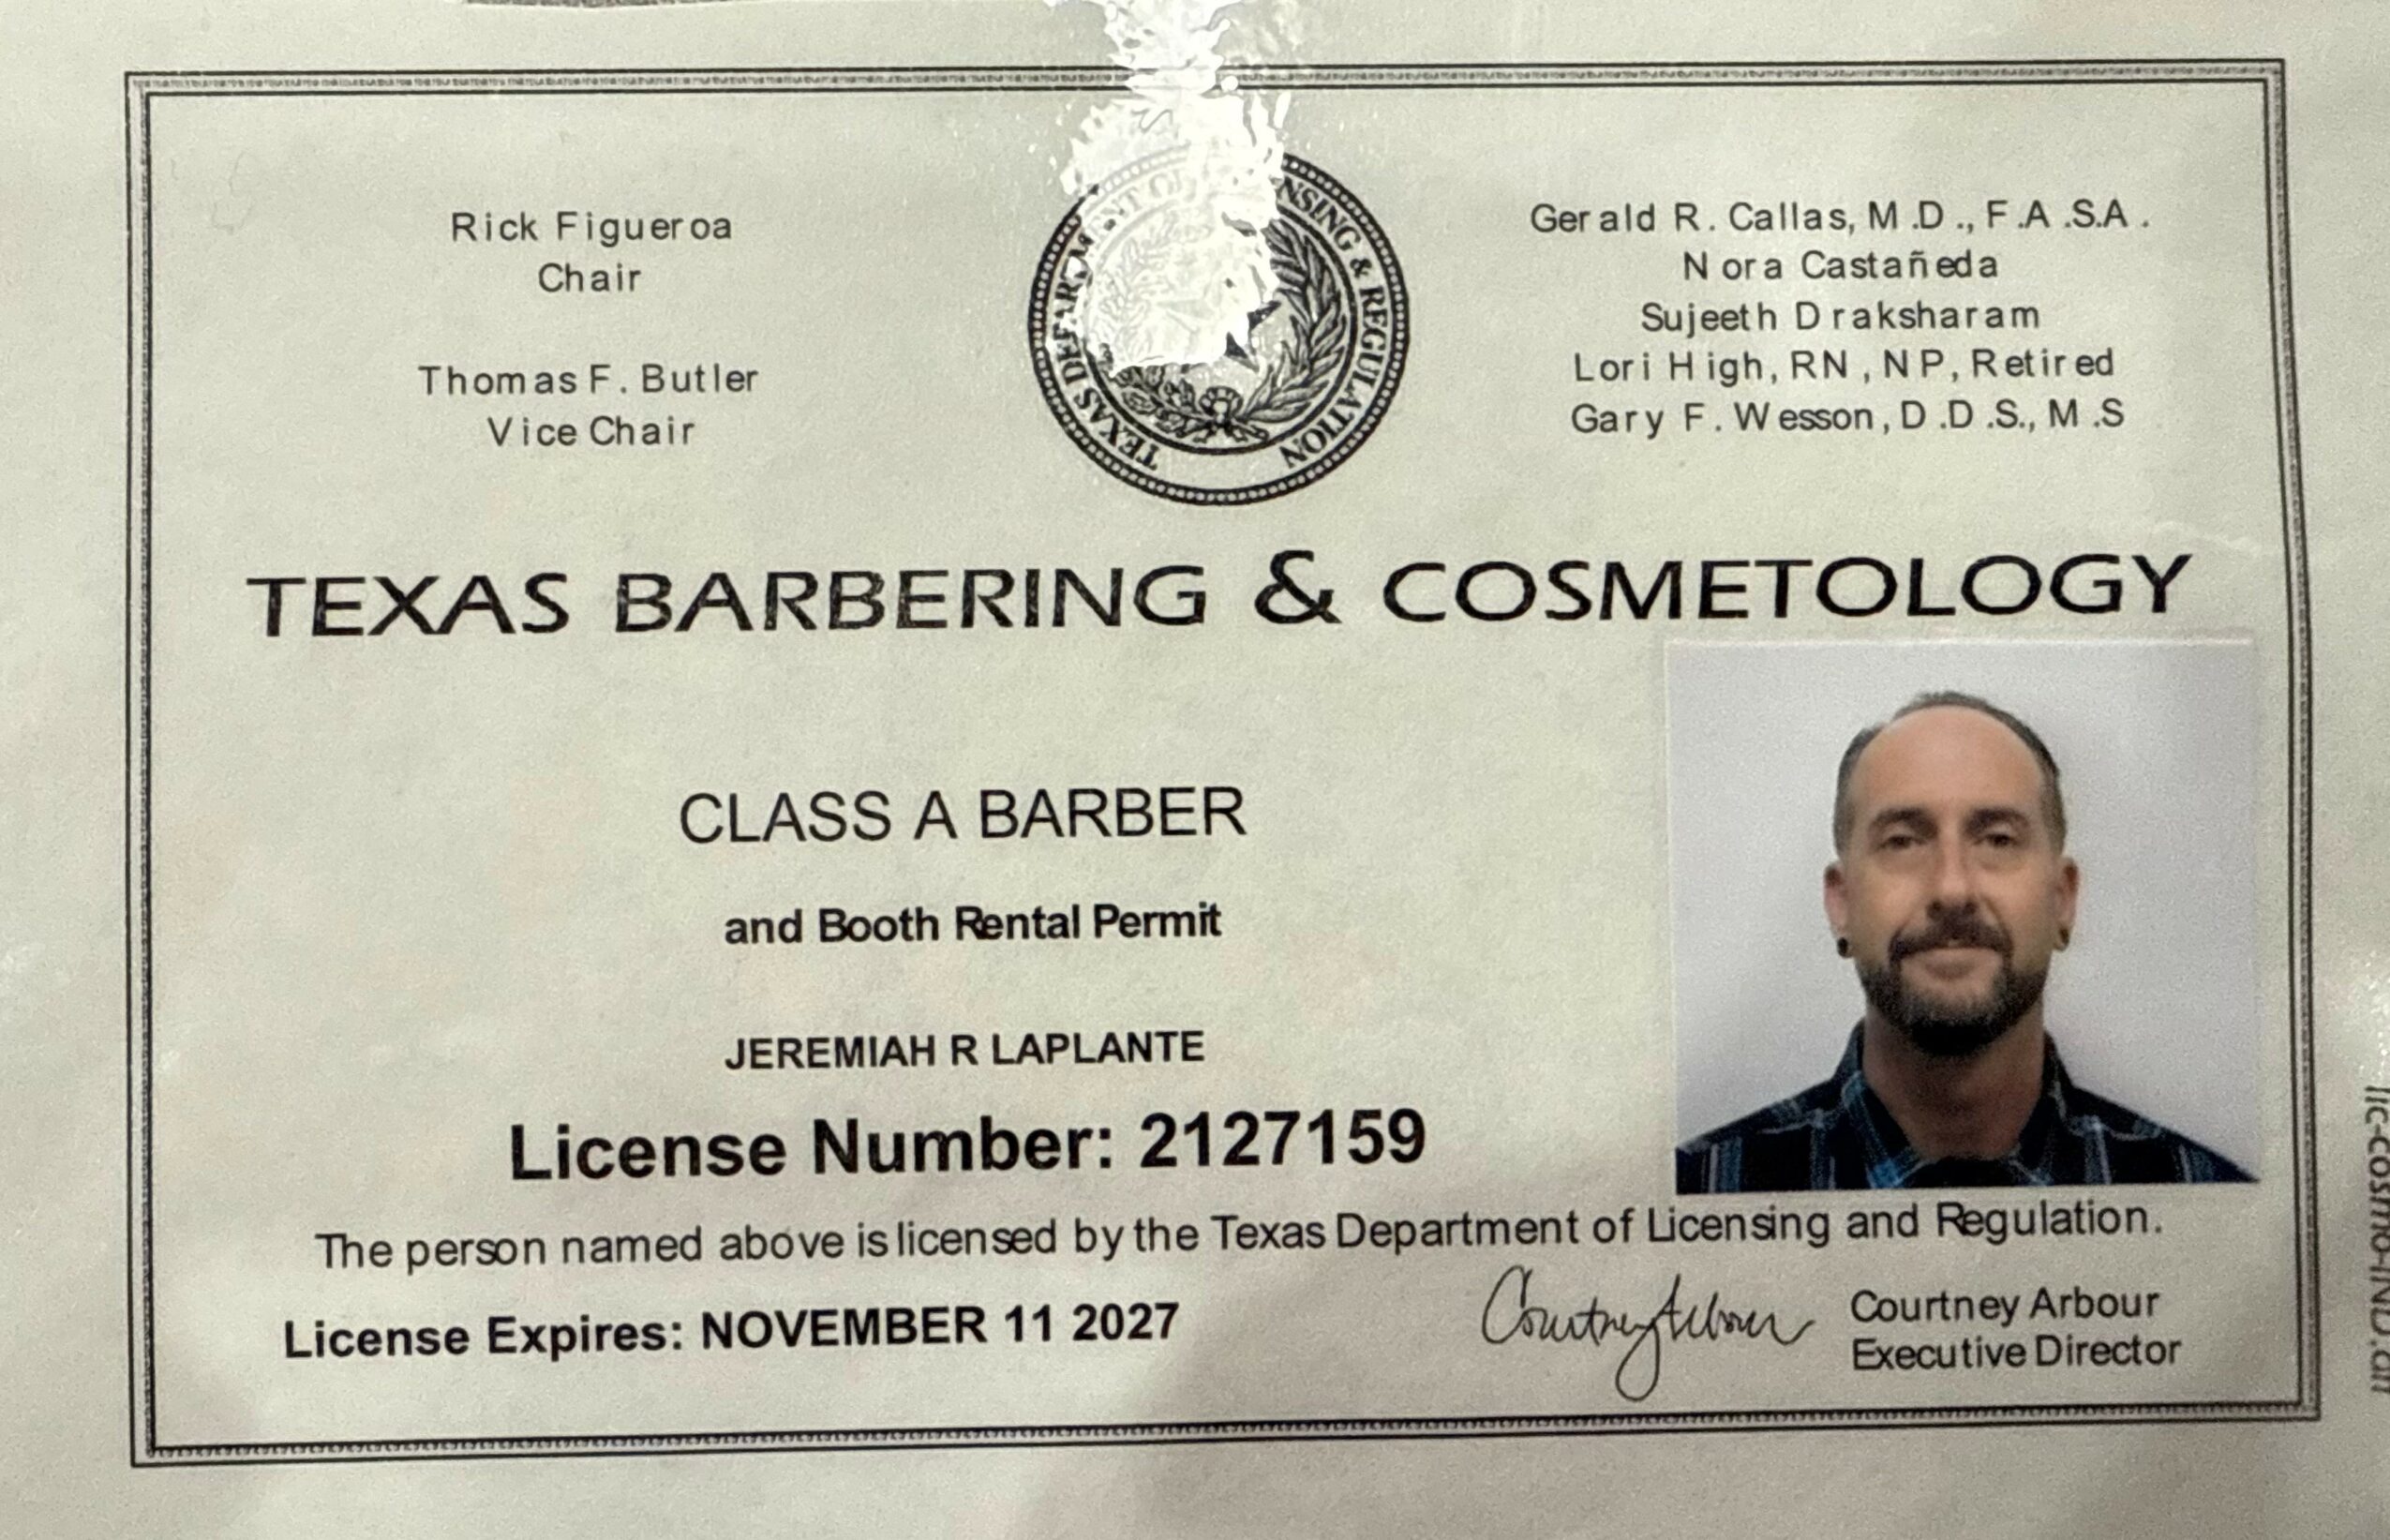 Rick Figueroa
Chair
Thomas F. Butler
Vice Chair
TEXAS NSING & REGULATION
Gerald R. Callas, M.D., F.A.S.A.
Nora Castañeda
Sujeeth Draksharam
Lori High, RN, NP, Retired
Gary F. Wesson, D.D.S., M.S
TEXAS BARBERING & COSMETOLOGY
CLASS A BARBER
and Booth Rental Permit
JEREMIAH R LAPLANTE
License Number: 2127159
The person named above is licensed by the Texas Department of Licensing and Regulation.
License Expires: NOVEMBER 11 2027
Courtney Arbour
Courtney Arbour
Executive Director